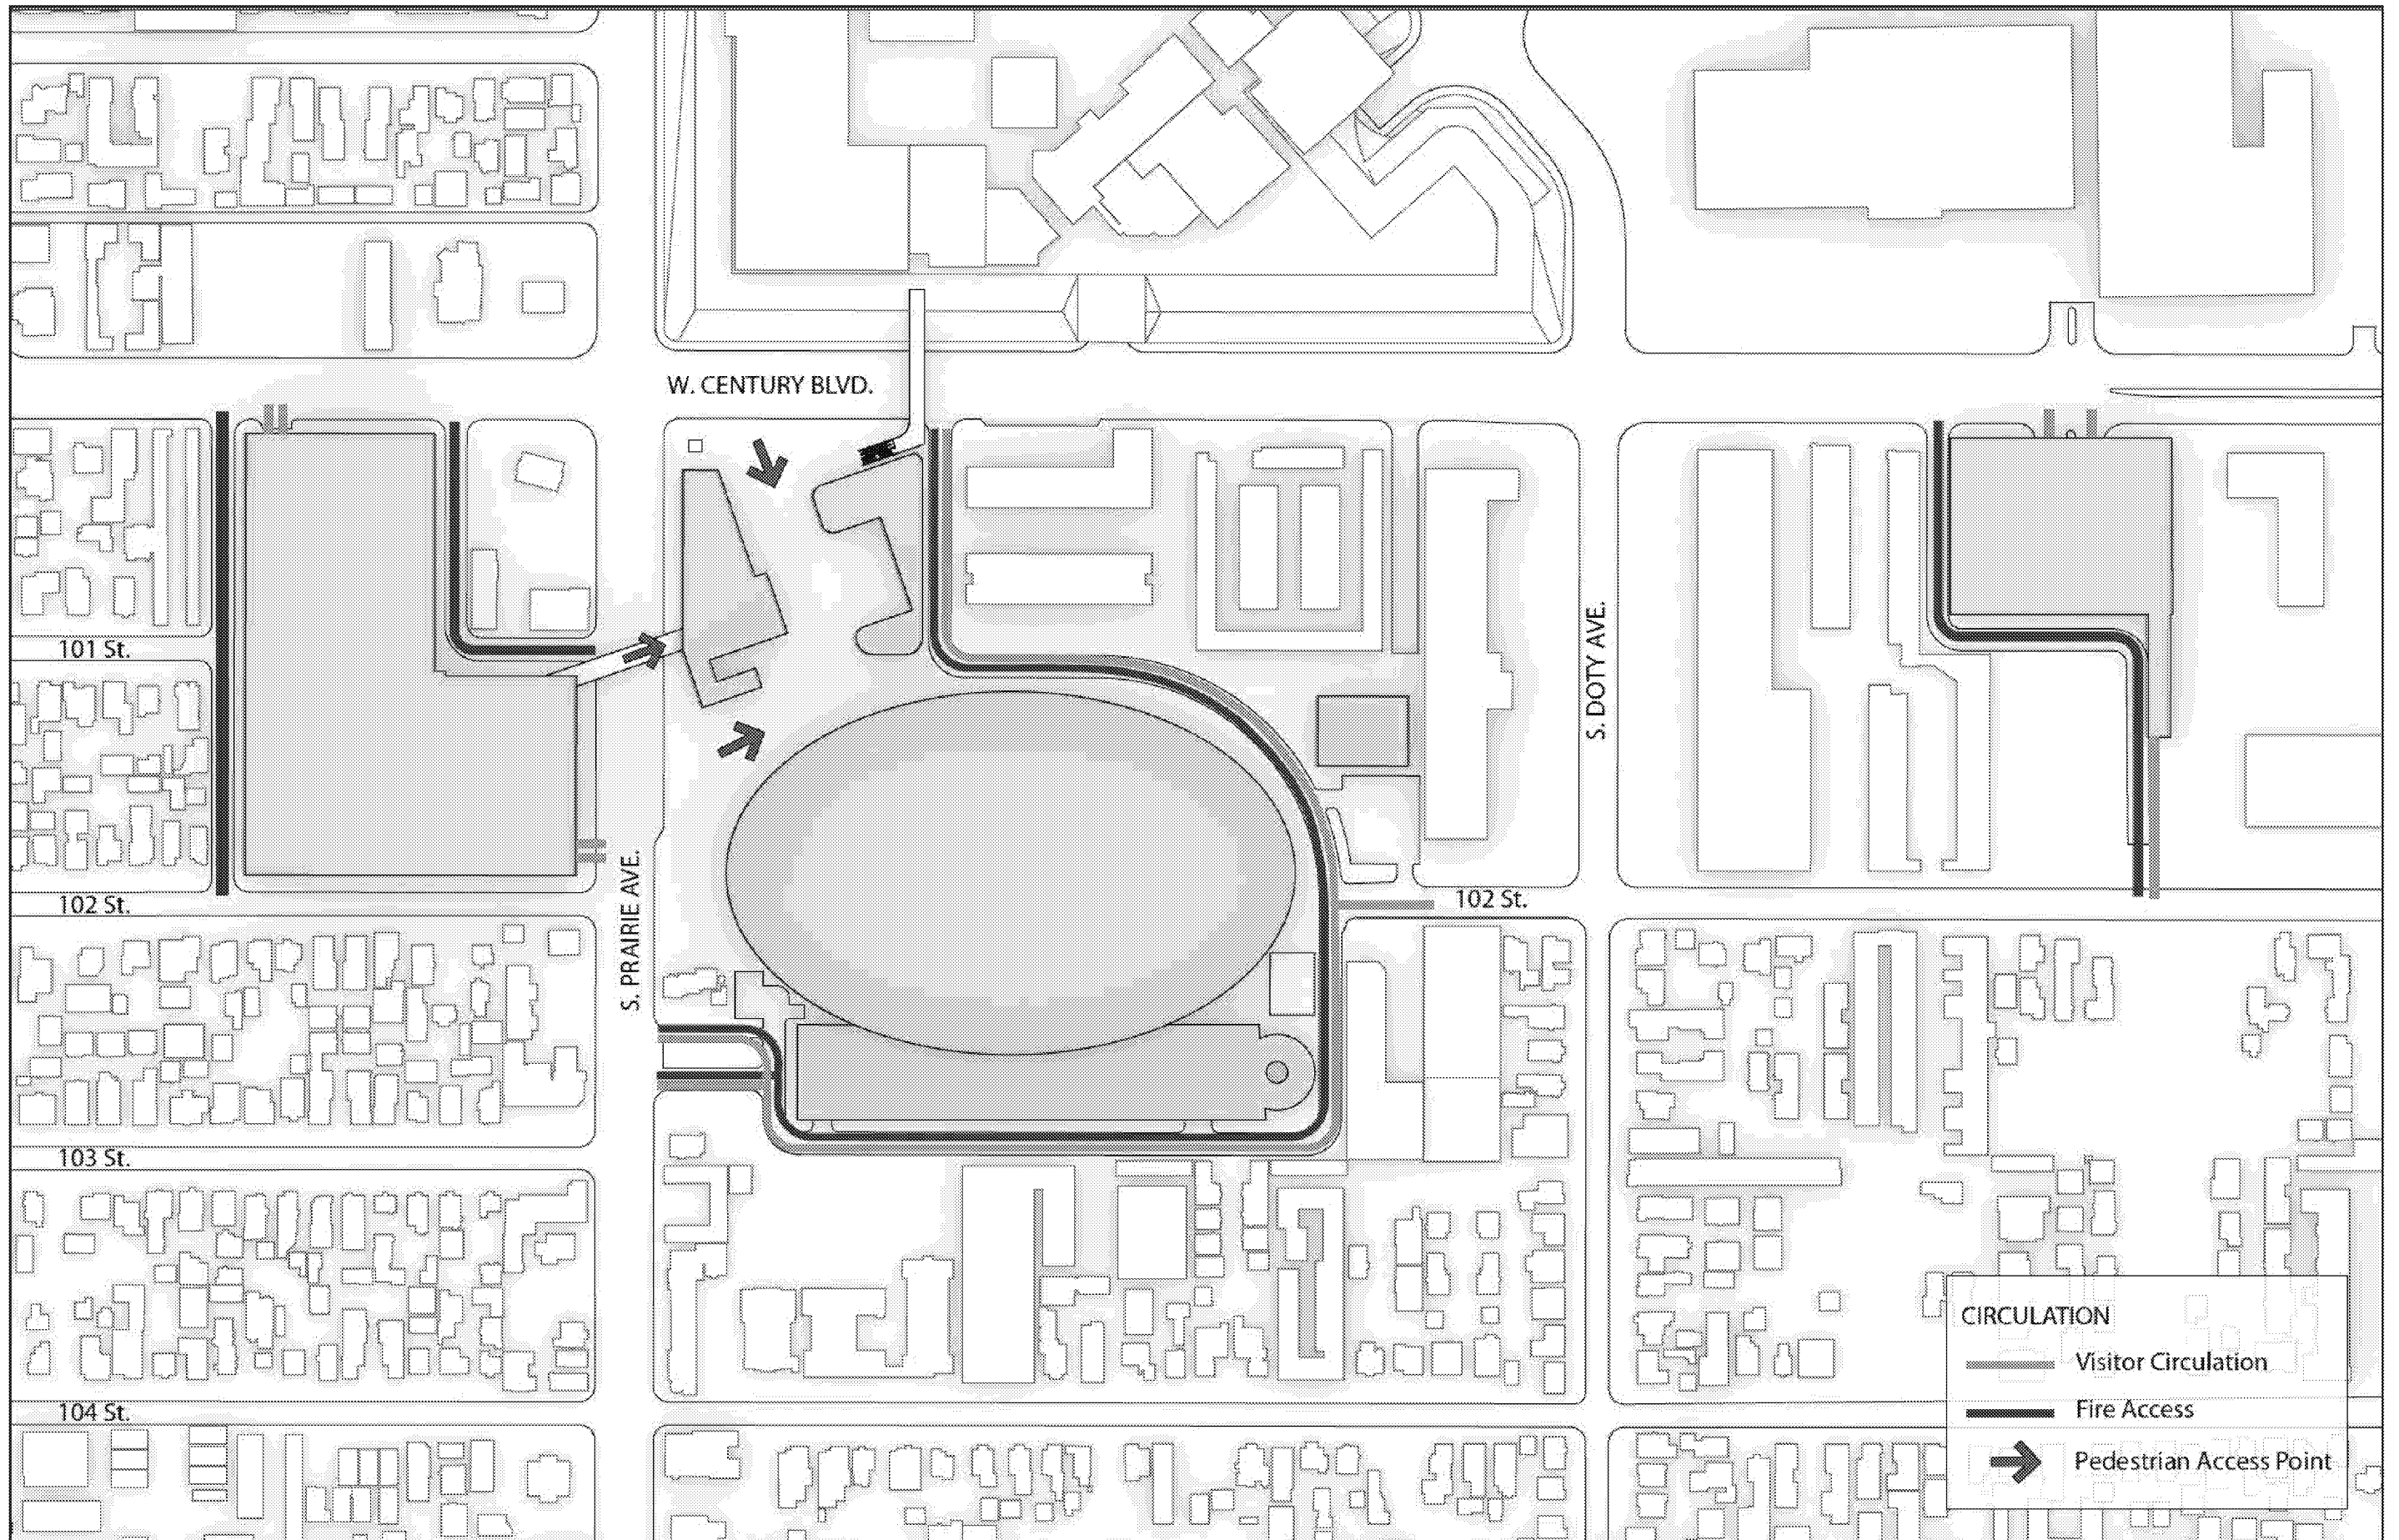 W. CENTURY BLVD.
101 St.
S. DOTY AVE.
102 St.
102 St.
S. PRAIRIE AVE.
103 St.
104 St.
CIRCULATION
Visitor Circulation
Fire Access
Pedestrian Access Point